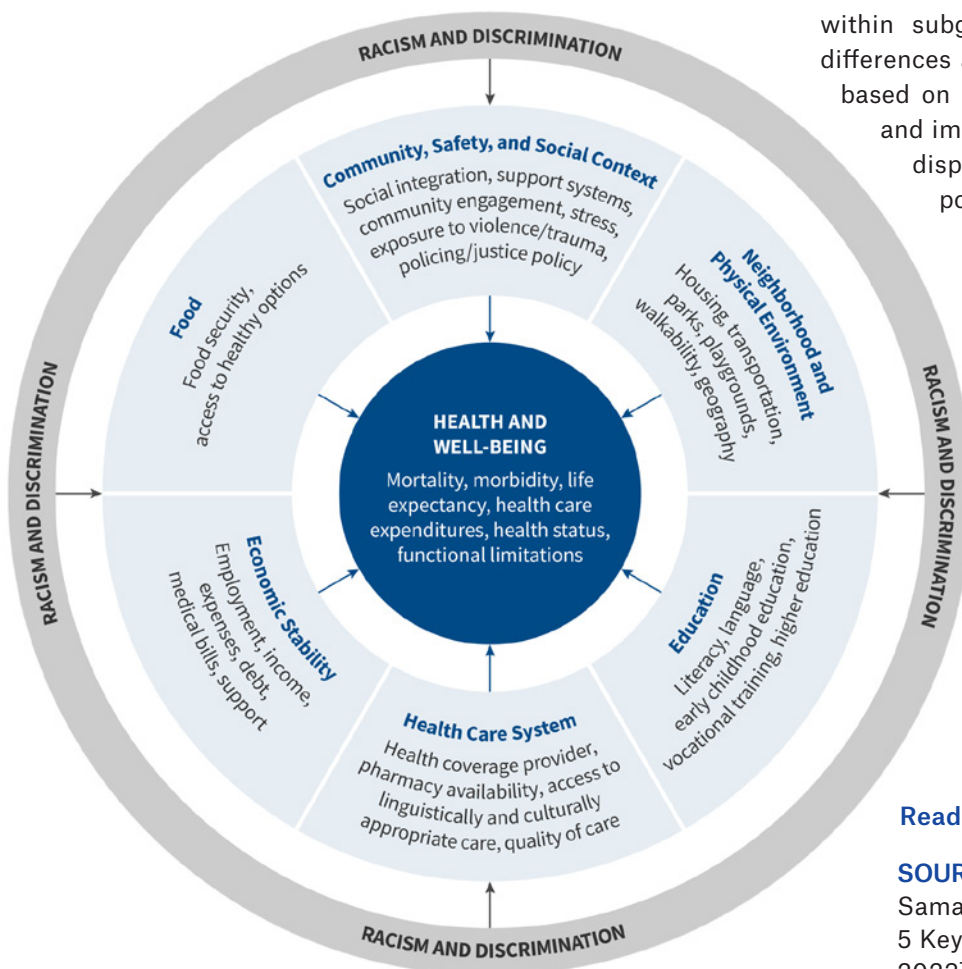 within subg
differences a
based on
and im
disp
po
RACISM AND DISCRIMINATION
Community, Safety, and Social Context
Social integration, support systems,
community engagement, stress,
exposure to violence/trauma,
policing/justice policy
Neighborhood and
Physical Environment
Housing, transportation,
parks, playgrounds,
walkability, geography
RACISM AND DISCRIMINATION
Education
Literacy, language,
early childhood education,
vocational training, higher education
Health Care System
Health coverage provider,
pharmacy availability, access to
linguistically and culturally
appropriate care, quality of care
RACISM AND DISCRIMINATION
Economic Stability
Employment, income,
expenses, debt,
medical bills, support
Food
Food security,
access to healthy options
RACISM AND DISCRIMINATION
HEALTH AND
WELL-BEING
Mortality, morbidity, life
expectancy, health care
expenditures, health status,
functional limitations
Read
SOUR
Sama
5 Key